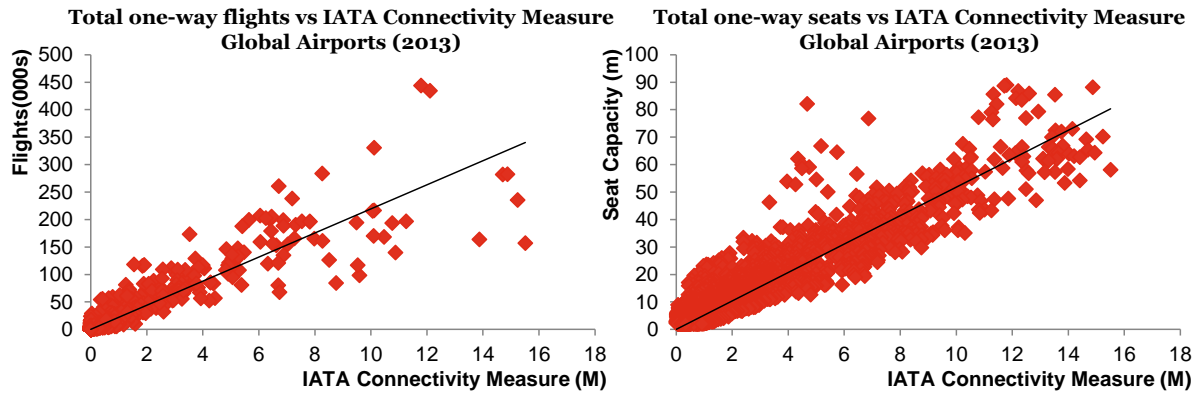 Total one-way flights vs IATA Connectivity Measure
Global Airports (2013)
Flights(000s)
500
450
400
350
300
250
200
150
100
50
0
0 2 4 6 8 10 12 14 16 18
IATA Connectivity Measure (M)
Total one-way seats vs IATA Connectivity Measure
Global Airports (2013)
Seat Capacity (m)
100
90
80
70
60
50
40
30
20
10
0
0 2 4 6 8 10 12 14 16 18
IATA Connectivity Measure (M)